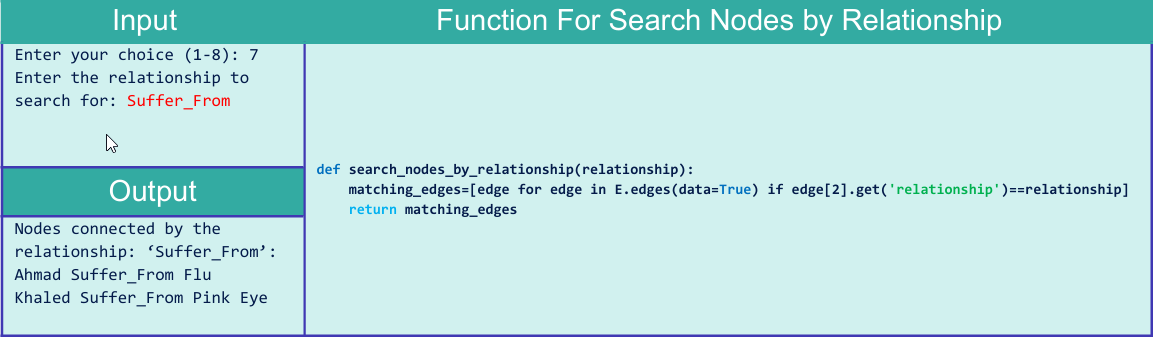 Input
Function For Search Nodes by Relationship
Enter your choice (1-8): 7
Enter the relationship to
search for: Suffer_From
def search_nodes_by_relationship(relationship):
    matching_edges=[edge for edge in E.edges(data=True) if edge[2].get('relationship')==relationship]
    return matching_edges
Output
Nodes connected by the
relationship: ‘Suffer_From’:
Ahmad Suffer_From Flu
Khaled Suffer_From Pink Eye